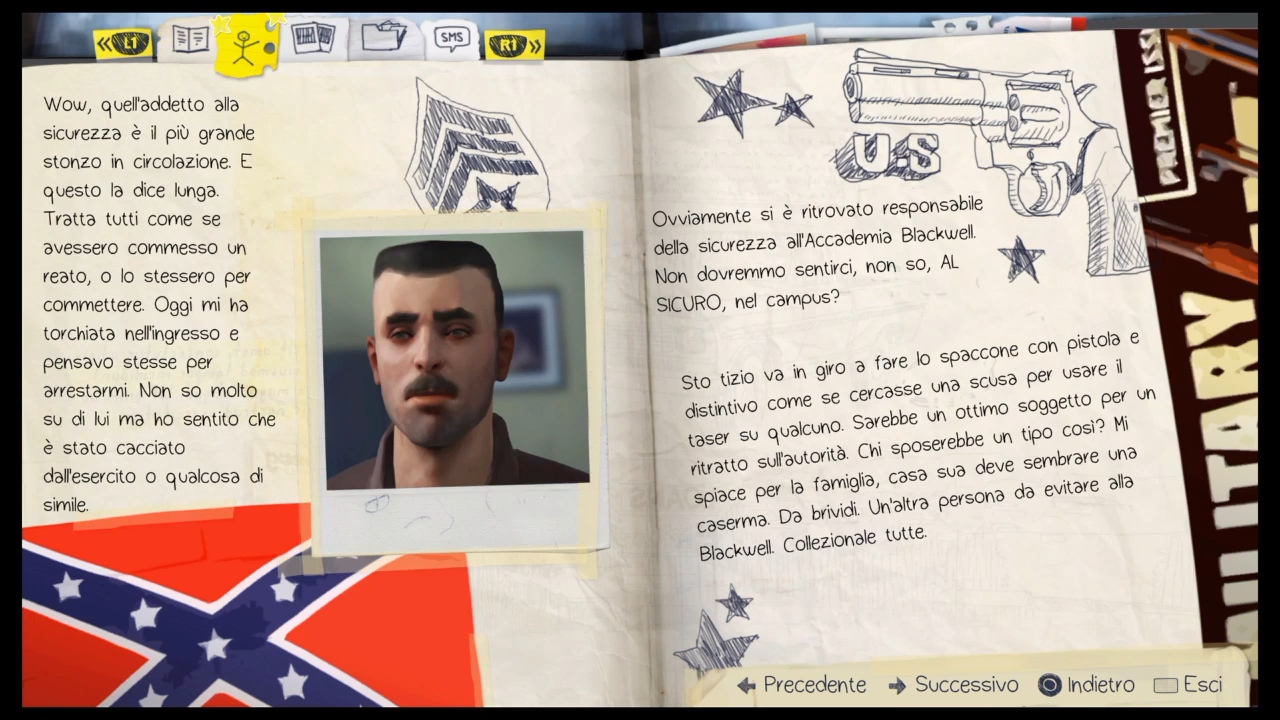 L1
SMS
R1
Wow, quell'addetto alla
sicurezza è il più grande
stonzo in circolazione. E
questo la dice lunga.
Tratta tutti come se
avessero commesso un
reato, o lo stessero per
commettere. Oggi mi ha
torchiata nell'ingresso e
pensavo stesse per
arrestarmi. Non so molto
su di lui ma ho sentito che
è stato cacciato
dall'esercito o qualcosa di
simile.
U.S
Ovviamente si è ritrovato responsabile
della sicurezza all'Accademia Blackwell.
Non dovremmo sentirci, non so, AL
SICURO, nel campus?
Sto tizio va in giro a fare lo spaccone con pistola e
distintivo come se cercasse una scusa per usare il
taser su qualcuno. Sarebbe un ottimo soggetto per un
ritratto sull'autorità. Chi sposerebbe un tipo così? Mi
spiace per la famiglia, casa sua deve sembrare una
caserma. Da brividi. Un'altra persona da evitare alla
Blackwell. Collezionale tutte.
MILITARY
Precedente
Successivo
Indietro
Esci